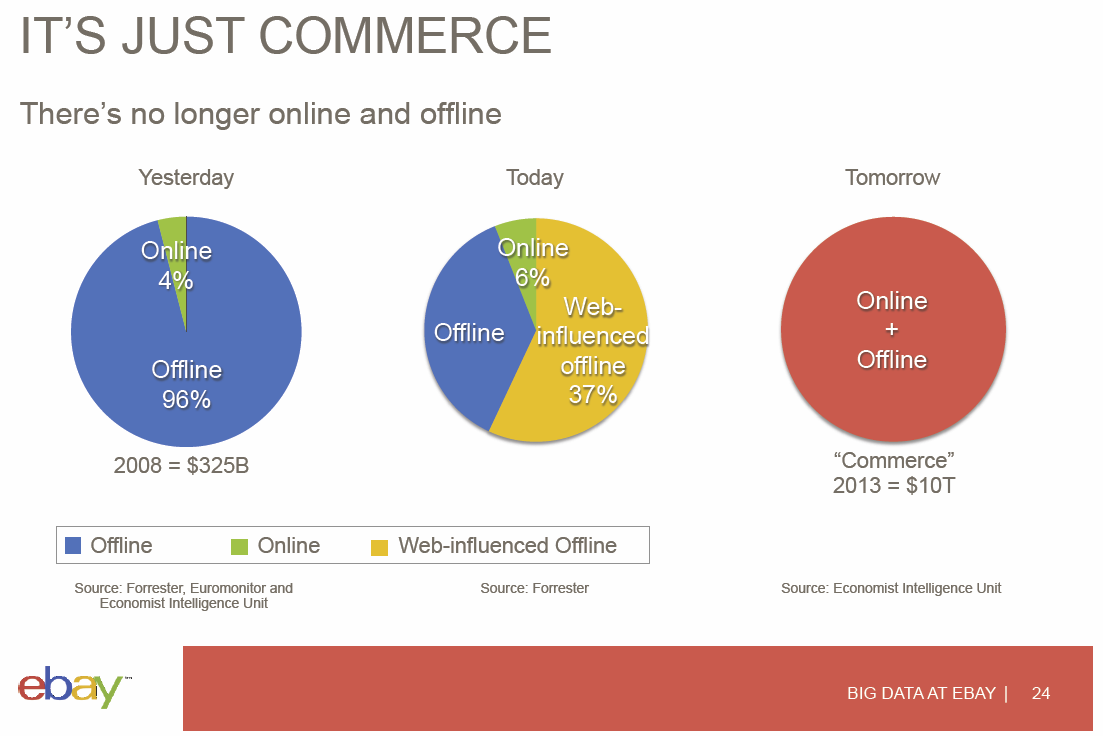 IT’S JUST COMMERCE
There’s no longer online and offline
Yesterday
Online
4%
Offline
96%
2008 = $325B
Today
Online
6%
Offline
Web-
influenced
offline
37%
Tomorrow
Online
+
Offline
“Commerce”
2013 = $10T
Offline
Online
Web-influenced Offline
Source: Forrester, Euromonitor and
Economist Intelligence Unit
Source: Forrester
Source: Economist Intelligence Unit
ebay™
BIG DATA AT EBAY | 24